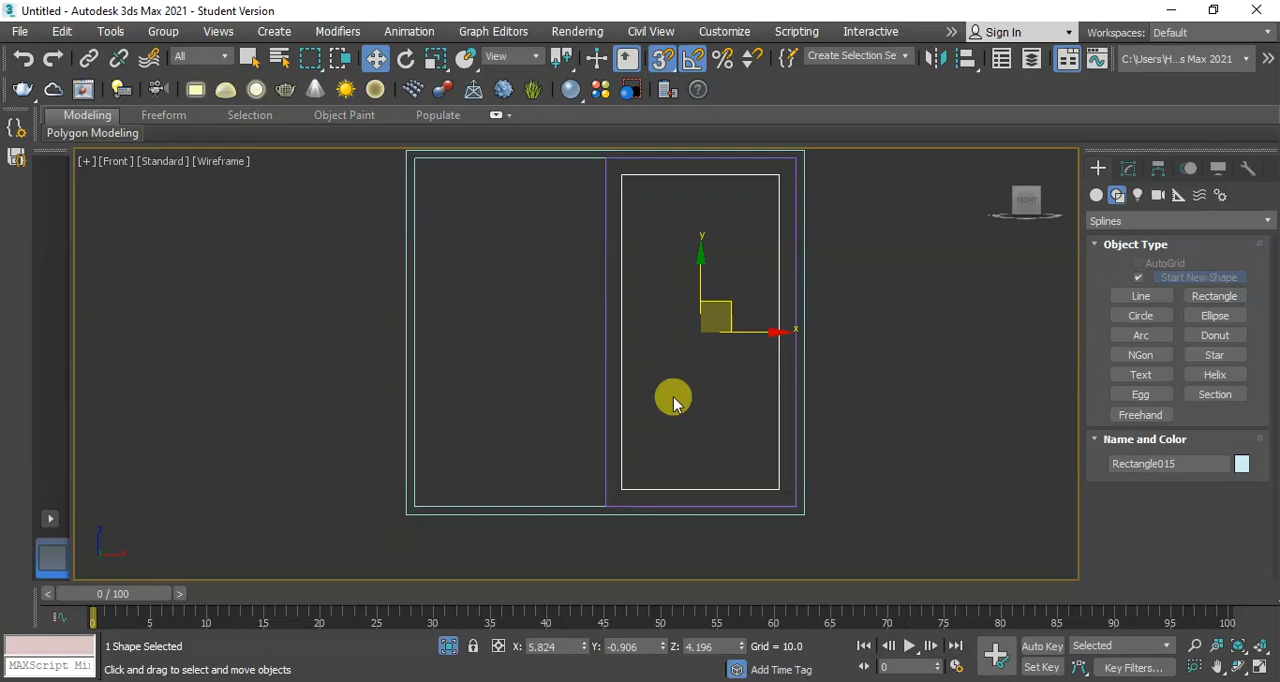 Untitled - Autodesk 3ds Max 2021 - Student Version
File Edit Tools Group Views Create Modifiers Animation Graph Editors Rendering Civil View Customize Scripting Interactive Sign In Workspaces: Default
All View Create Selection Se C:\Users\H...s Max 2021
Modeling Freeform Selection Object Paint Populate
Polygon Modeling
[+] [Front] [Standard] [Wireframe]
FRONT
Splines
Object Type
AutoGrid
Start New Shape
Line Rectangle
Circle Ellipse
Arc Donut
NGon Star
Text Helix
Egg Section
Freehand
Name and Color
Rectangle015
y
x
0 / 100
0 5 10 15 20 25 30 35 40 45 50 55 60 65 70 75 80 85 90 95 100
1 Shape Selected X: 5.824 Y: -0.906 Z: 4.196 Grid = 10.0 Auto Key Selected
MAXScript Mi Click and drag to select and move objects Add Time Tag 0 Set Key Key Filters...